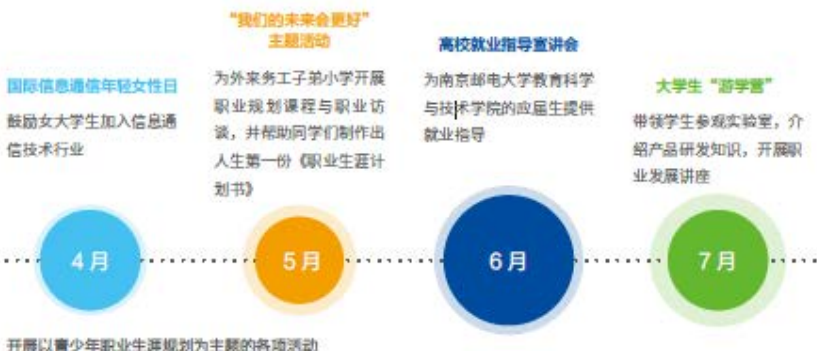 国际信息通信年轻女性日
鼓励女大学生加入信息通
信技术行业
“我们的未来会更好”
主题活动
为外来务工子弟小学开展
职业规划课程与职业访
谈，并帮助同学们制作出
人生第一份《职业生涯计
划书》
高校就业指导宣讲会
为南京邮电大学教育科学
与技术学院的应届生提供
就业指导
大学生“游学营”
带领学生参观实验室，介
绍产品研发知识，开展职
业发展讲座
4月
5月
6月
7月
开展以青少年职业生涯规划为主题的各项活动